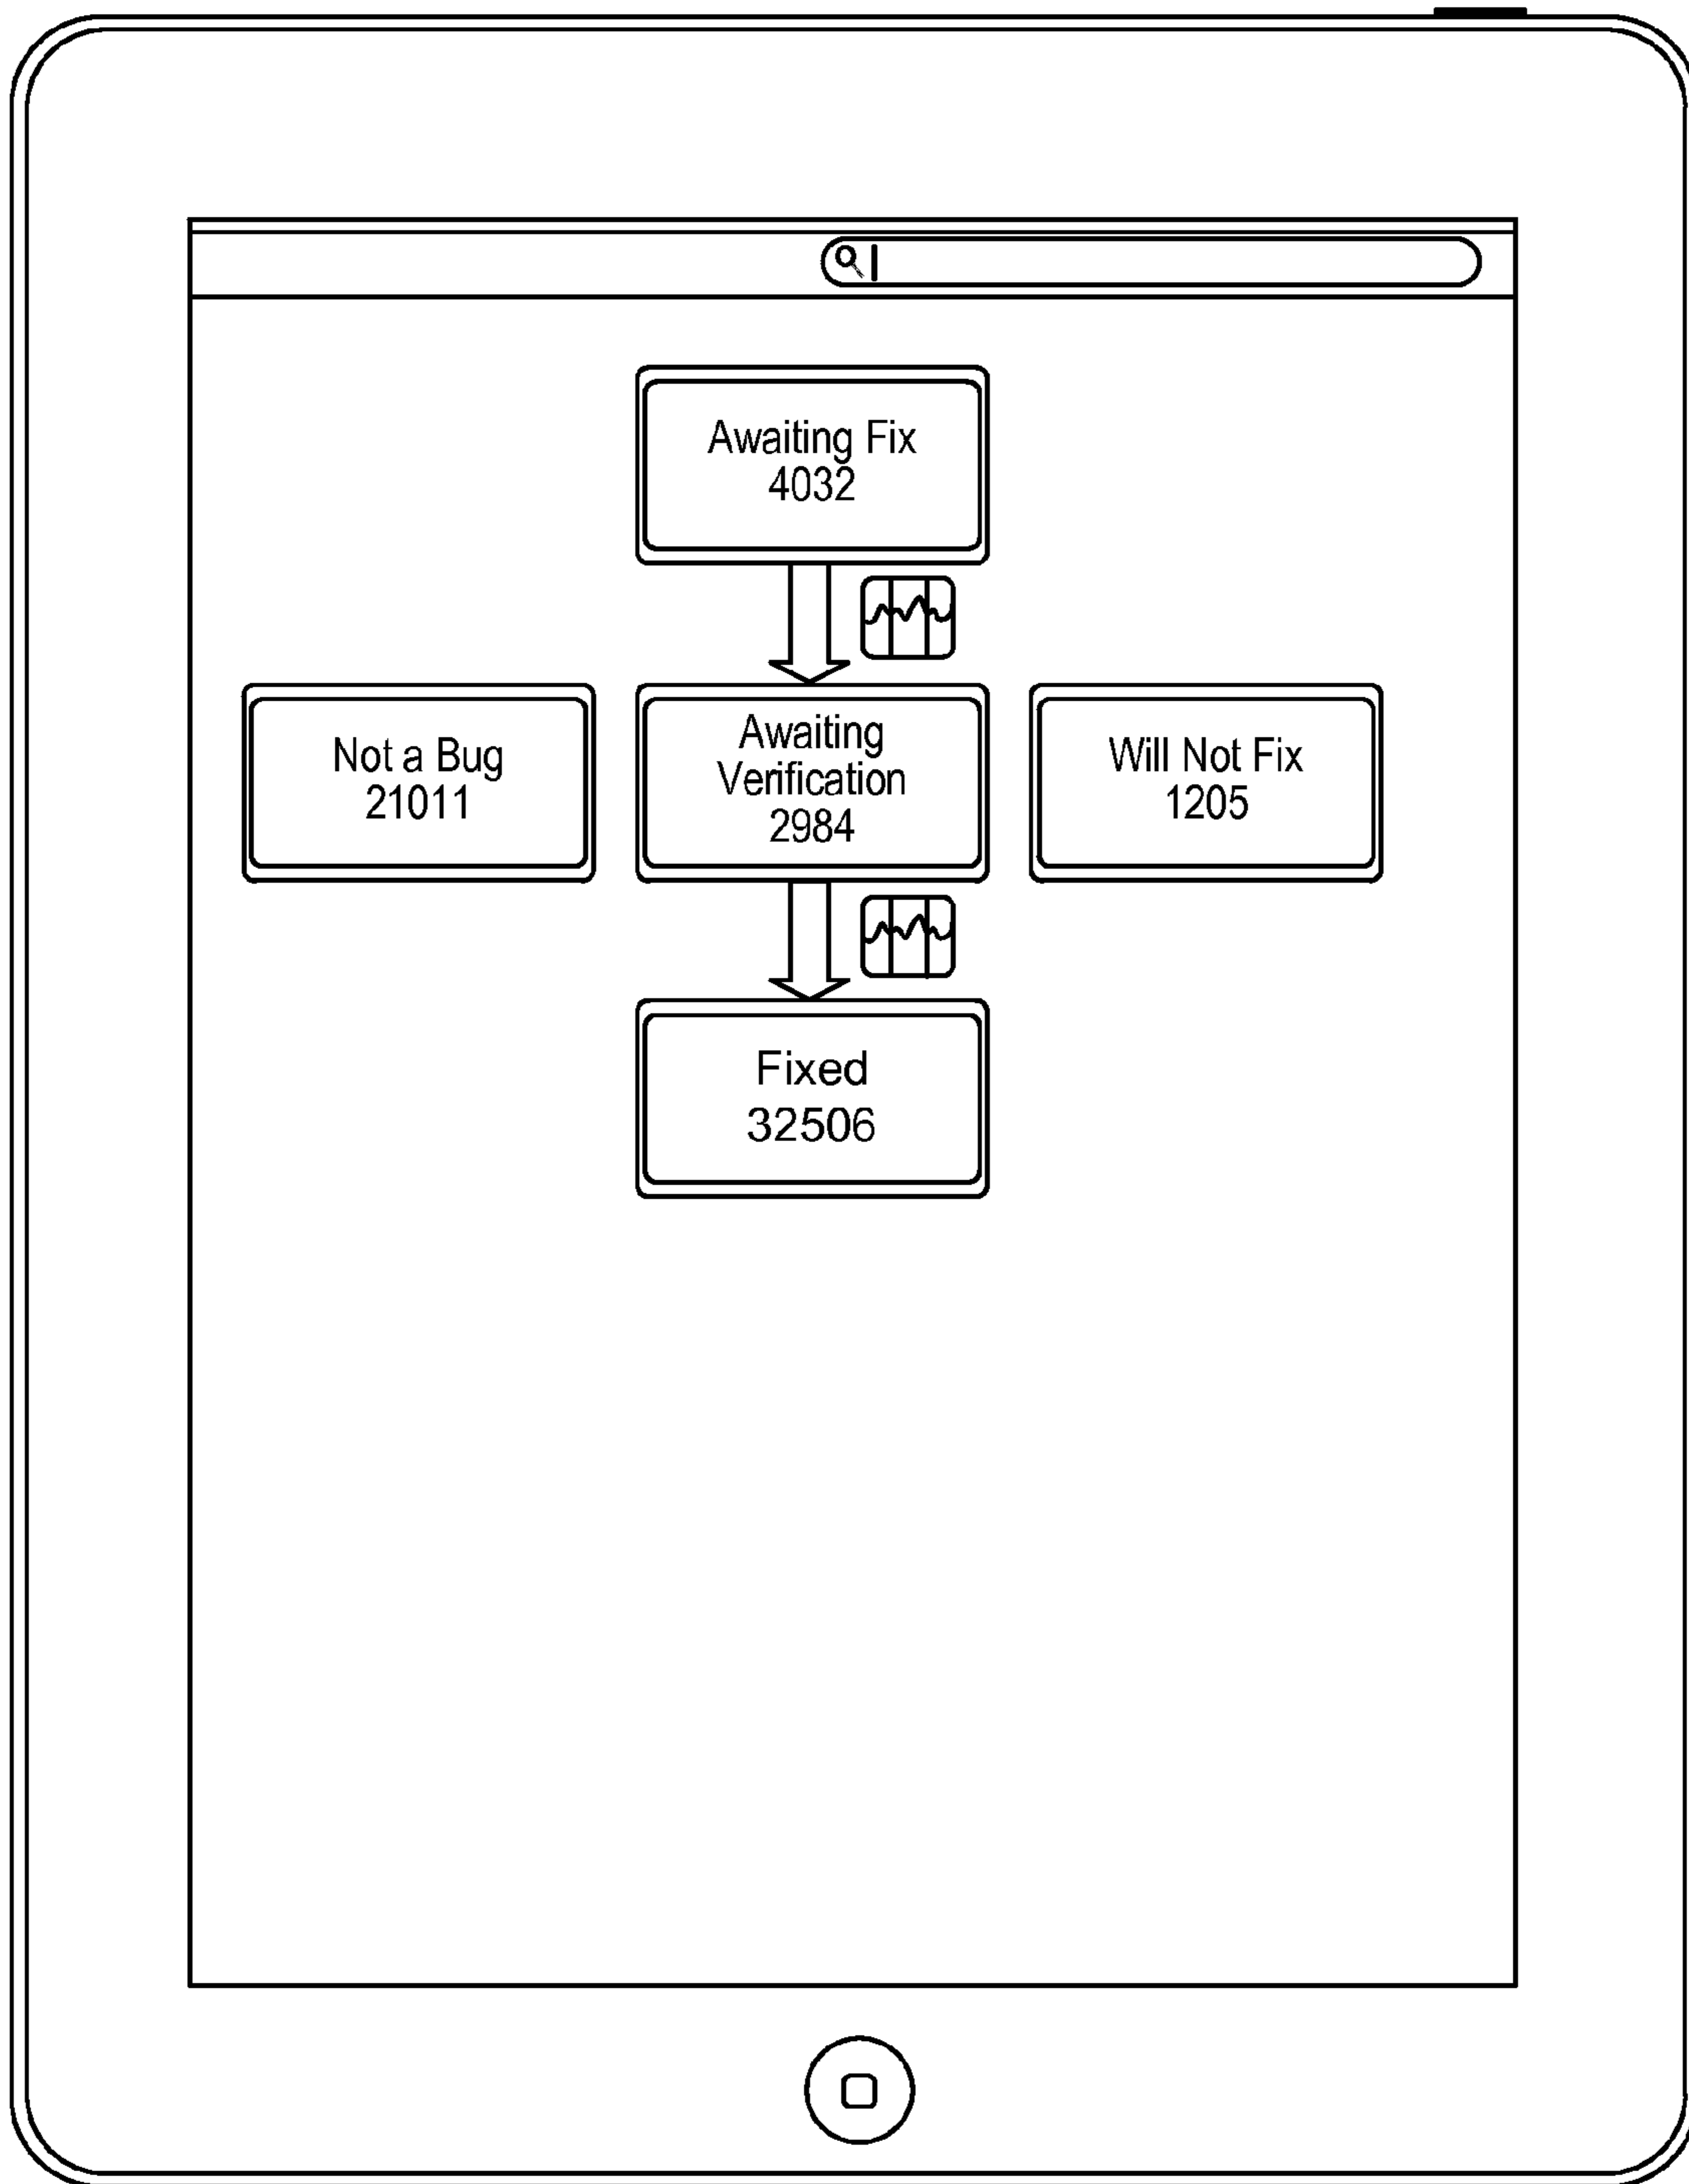 Awaiting Fix
4032
Not a Bug
21011
Awaiting
Verification
2984
Will Not Fix
1205
Fixed
32506